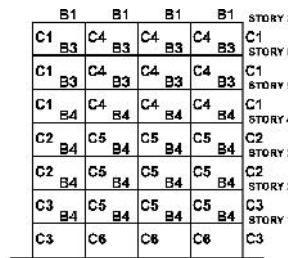 B1 B1 B1 B1 STORY
C1 C4 C4 C4 C1
B3 B3 B3 B3 STORY
C1 C4 C4 C4 C1
B3 B3 B3 B3 STORY
C1 C4 C4 C4 C1
B4 B4 B4 B4 STORY
C2 C5 C5 C5 C2
B4 B4 B4 B4 STORY
C2 C5 C5 C5 C2
B4 B4 B4 B4 STORY
C3 C5 C5 C5 C3
B4 B4 B4 B4 STORY
C3 C6 C6 C6 C3